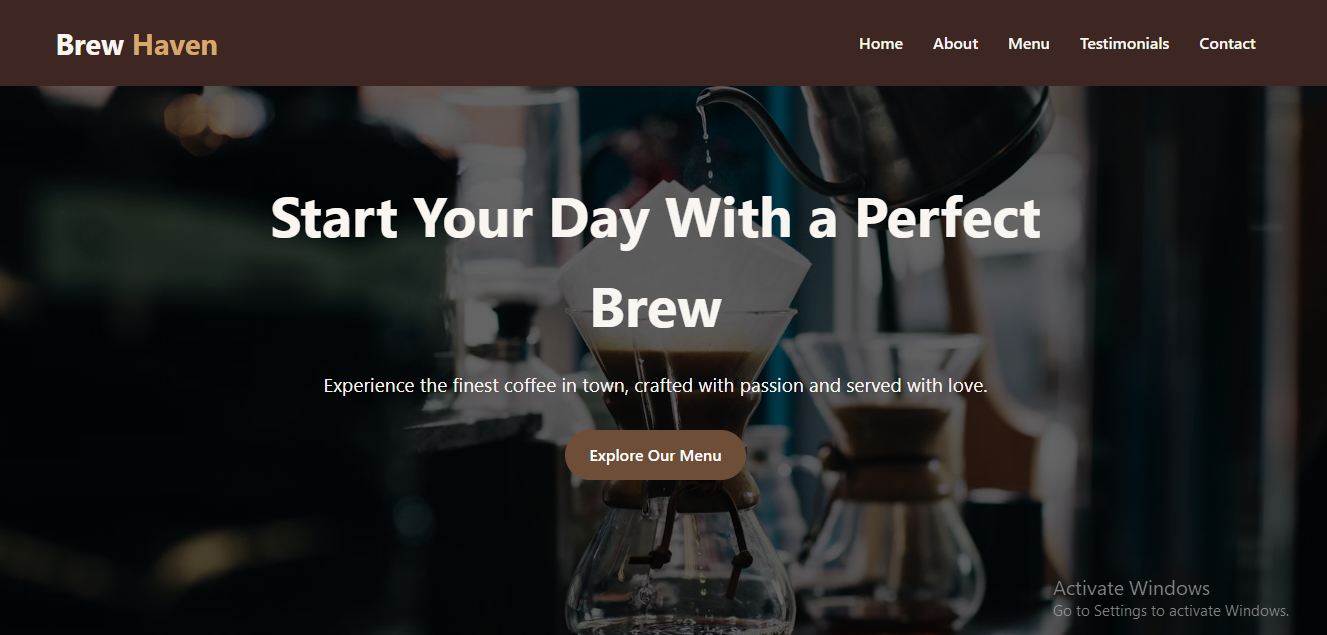 Brew Haven
Home About Menu Testimonials Contact
Start Your Day With a Perfect
Brew
Experience the finest coffee in town, crafted with passion and served with love.
Explore Our Menu
Activate Windows
Go to Settings to activate Windows.